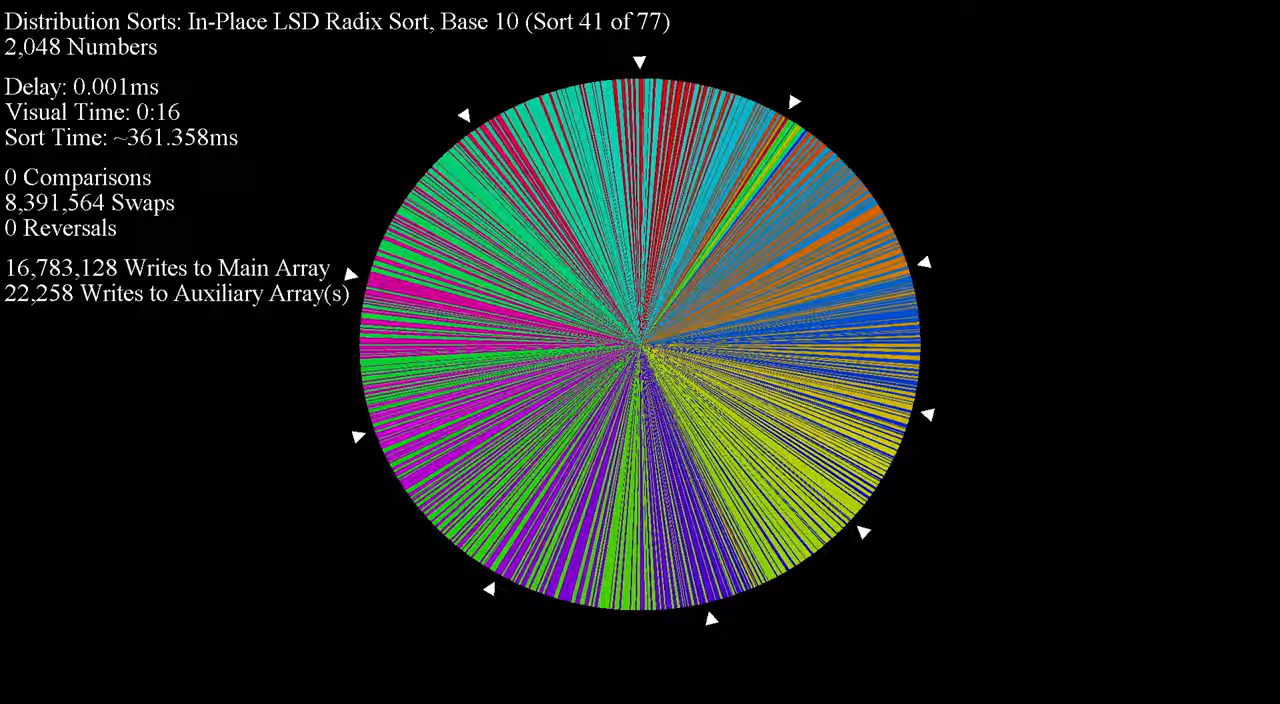 Distribution Sorts: In-Place LSD Radix Sort, Base 10 (Sort 41 of 77)
2,048 Numbers
Delay: 0.001ms
Visual Time: 0:16
Sort Time: ~361.358ms
0 Comparisons
8,391,564 Swaps
0 Reversals
16,783,128 Writes to Main Array
22,258 Writes to Auxiliary Array(s)